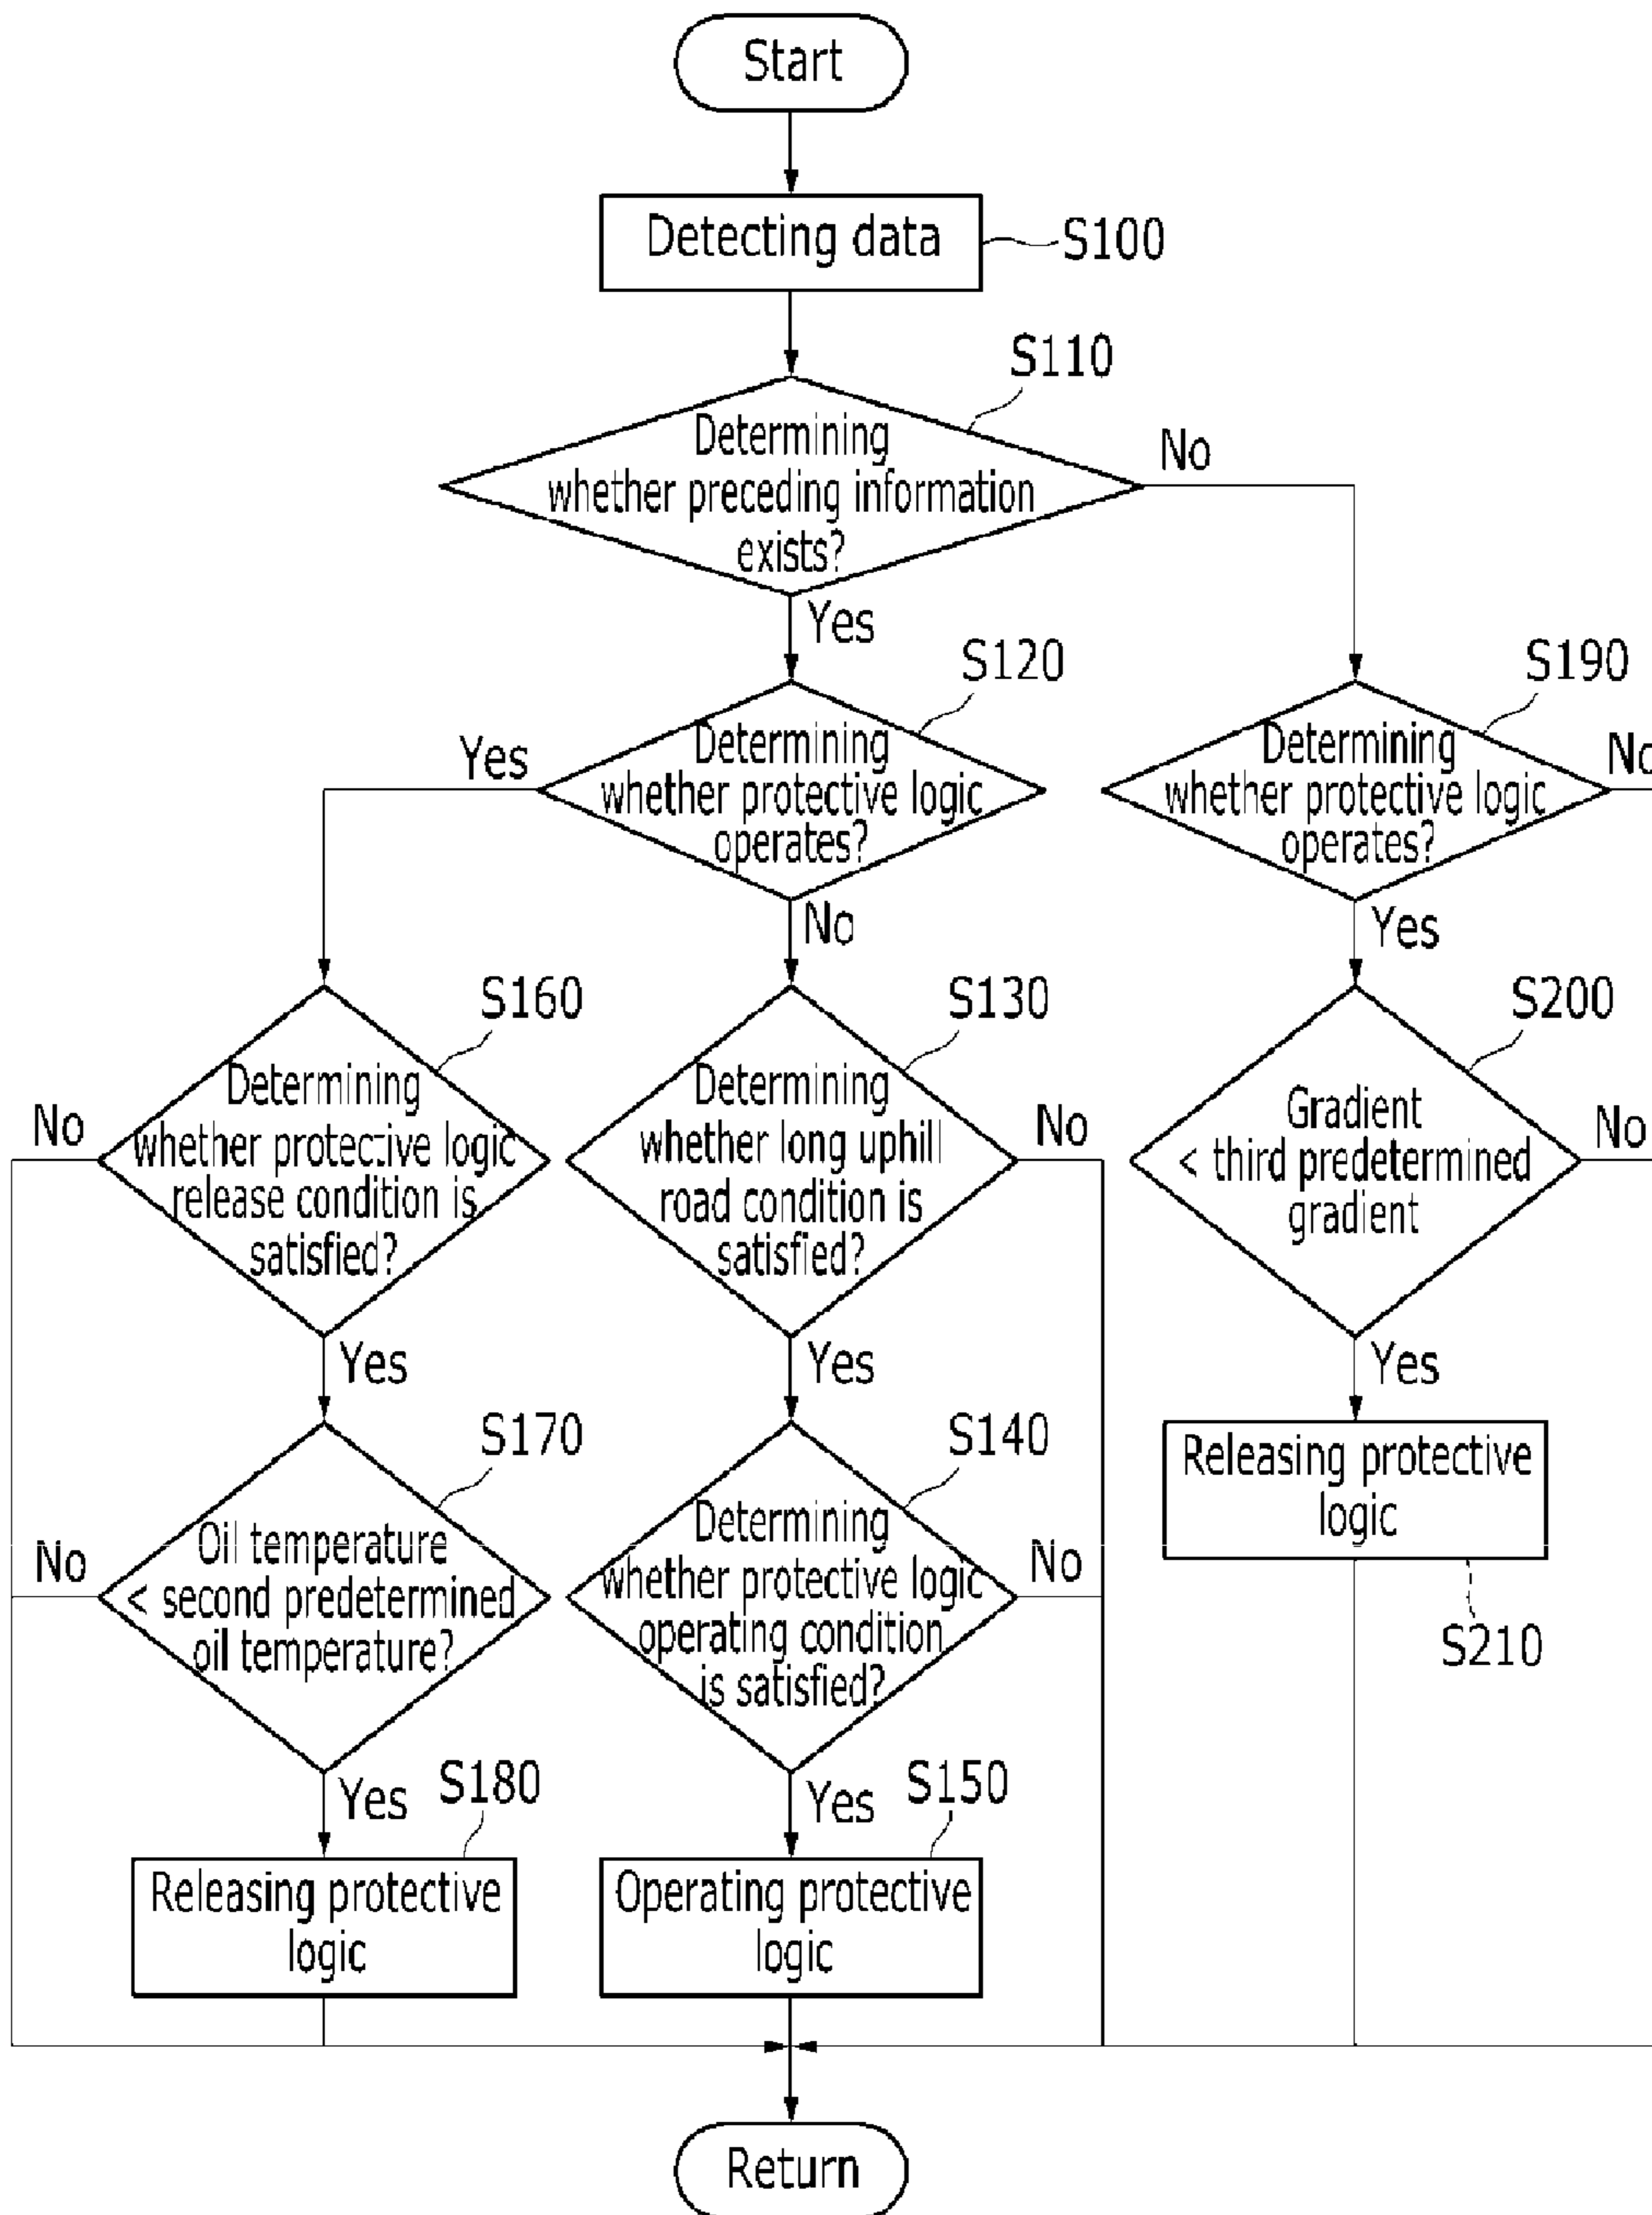 Start
Detecting data
S100
S110
Determining
whether preceding information
exists?
No
Yes
S120
Determining
whether protective logic
operates?
Yes
No
S190
Determining
whether protective logic
operates?
No
Yes
S160
Determining
whether protective logic
release condition is
satisfied?
No
Yes
S130
Determining
whether long uphill
road condition is
satisfied?
No
Yes
S200
Gradient
< third predetermined
gradient
No
Yes
S170
Oil temperature
< second predetermined
oil temperature?
No
Yes
S140
Determining
whether protective logic
operating condition
is satisfied?
No
Yes
Releasing protective
logic
S210
S180
Releasing protective
logic
S150
Operating protective
logic
Return